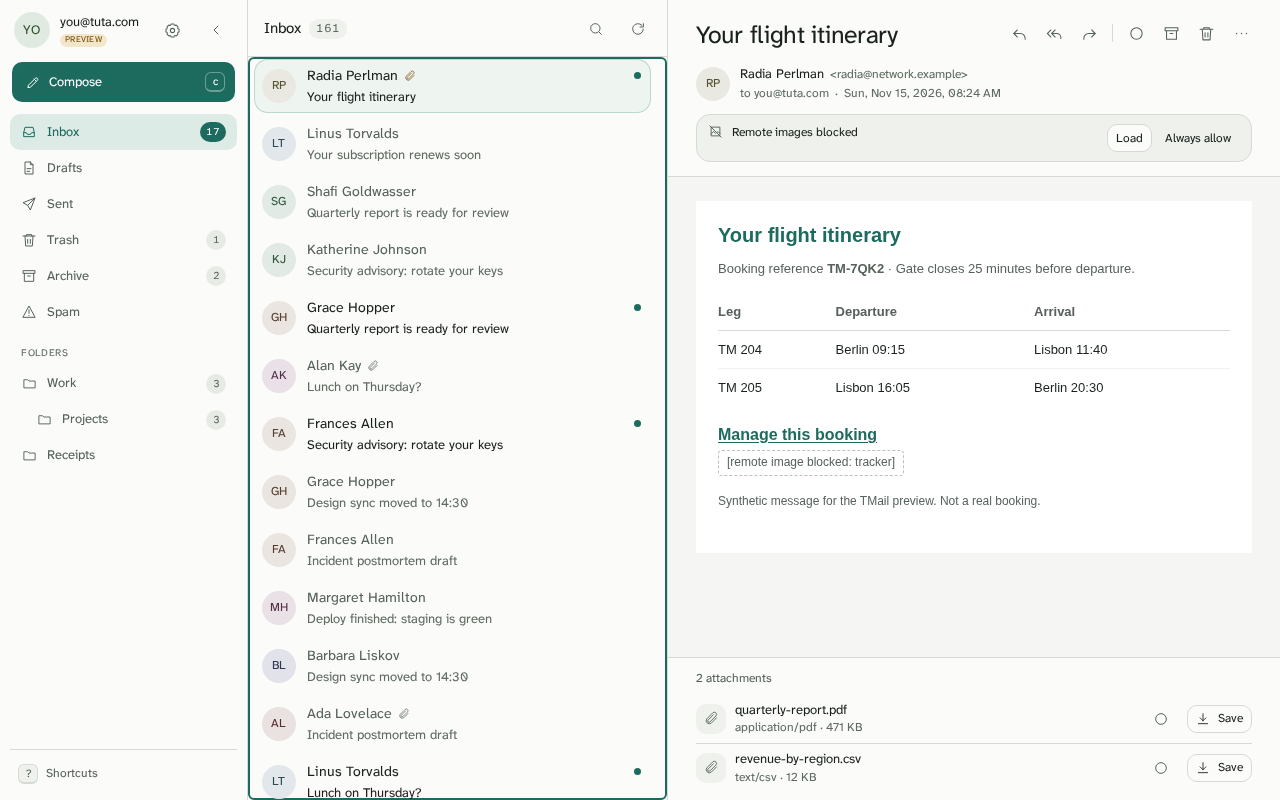 YO
you@tuta.com
PREVIEW
Compose
c
Inbox
17
Drafts
Sent
Trash
1
Archive
2
Spam
FOLDERS
Work
3
Projects
3
Receipts
?
Shortcuts
Inbox
161
RP
Radia Perlman
Your flight itinerary
LT
Linus Torvalds
Your subscription renews soon
SG
Shafi Goldwasser
Quarterly report is ready for review
KJ
Katherine Johnson
Security advisory: rotate your keys
GH
Grace Hopper
Quarterly report is ready for review
AK
Alan Kay
Lunch on Thursday?
FA
Frances Allen
Security advisory: rotate your keys
GH
Grace Hopper
Design sync moved to 14:30
FA
Frances Allen
Incident postmortem draft
MH
Margaret Hamilton
Deploy finished: staging is green
BL
Barbara Liskov
Design sync moved to 14:30
AL
Ada Lovelace
Incident postmortem draft
LT
Linus Torvalds
Lunch on Thursday?
Your flight itinerary
RP
Radia Perlman <radia@network.example>
to you@tuta.com · Sun, Nov 15, 2026, 08:24 AM
Remote images blocked
Load
Always allow
Your flight itinerary
Booking reference TM-7QK2 · Gate closes 25 minutes before departure.
Leg Departure Arrival
TM 204 Berlin 09:15 Lisbon 11:40
TM 205 Lisbon 16:05 Berlin 20:30
Manage this booking
[remote image blocked: tracker]
Synthetic message for the TMail preview. Not a real booking.
2 attachments
quarterly-report.pdf
application/pdf · 471 KB
Save
revenue-by-region.csv
text/csv · 12 KB
Save